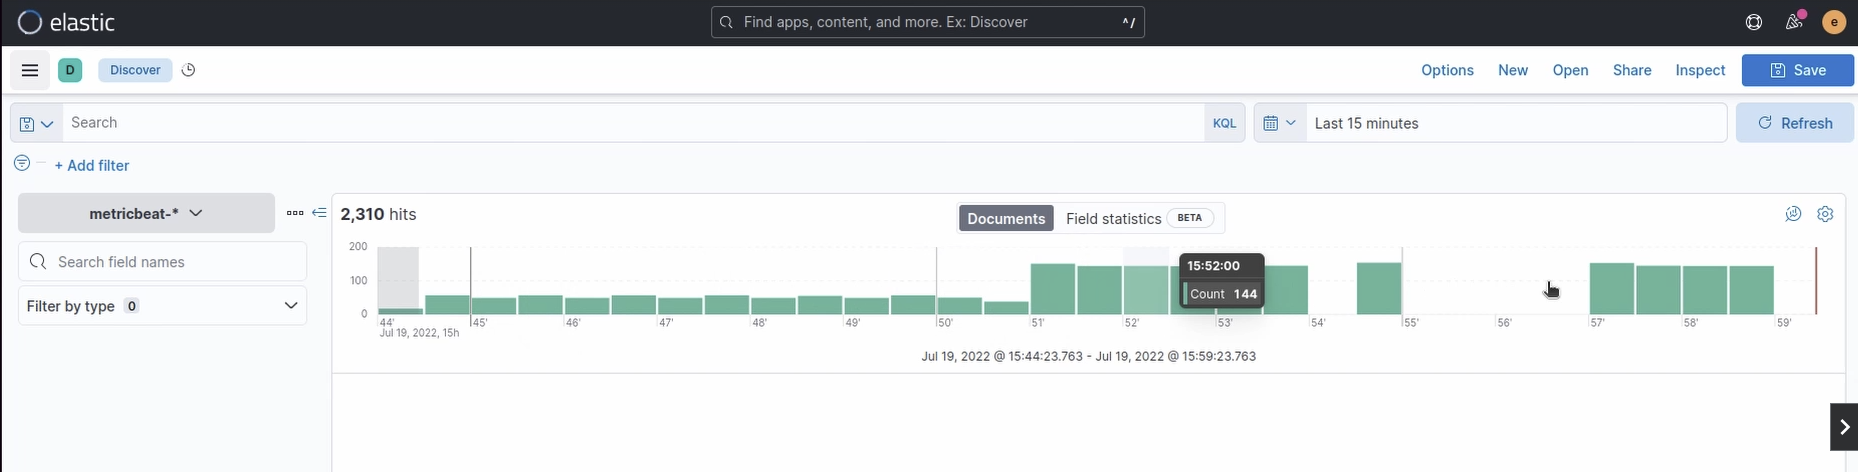 elastic
Find apps, content, and more. Ex: Discover ^/
e
D Discover Options New Open Share Inspect Save
Search KQL Last 15 minutes Refresh
+ Add filter
metricbeat-*
2,310 hits Documents Field statistics BETA
Search field names
Filter by type 0
200
100
0
15:52:00
Count 144
44' 45' 46' 47' 48' 49' 50' 51' 52' 53' 54' 55' 56' 57' 58' 59'
Jul 19, 2022, 15h
Jul 19, 2022 @ 15:44:23.763 - Jul 19, 2022 @ 15:59:23.763